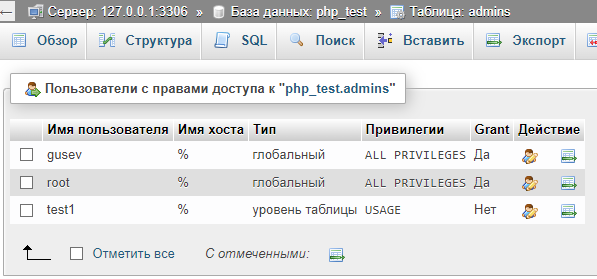 Сервер: 127.0.0.1:3306 » База данных: php_test » Таблица: admins
Обзор Структура SQL Поиск Вставить Экспорт
Пользователи с правами доступа к "php_test.admins"
Имя пользователя Имя хоста Тип Привилегии Grant Действие
gusev % глобальный ALL PRIVILEGES Да
root % глобальный ALL PRIVILEGES Да
test1 % уровень таблицы USAGE Нет
Отметить все С отмеченными: